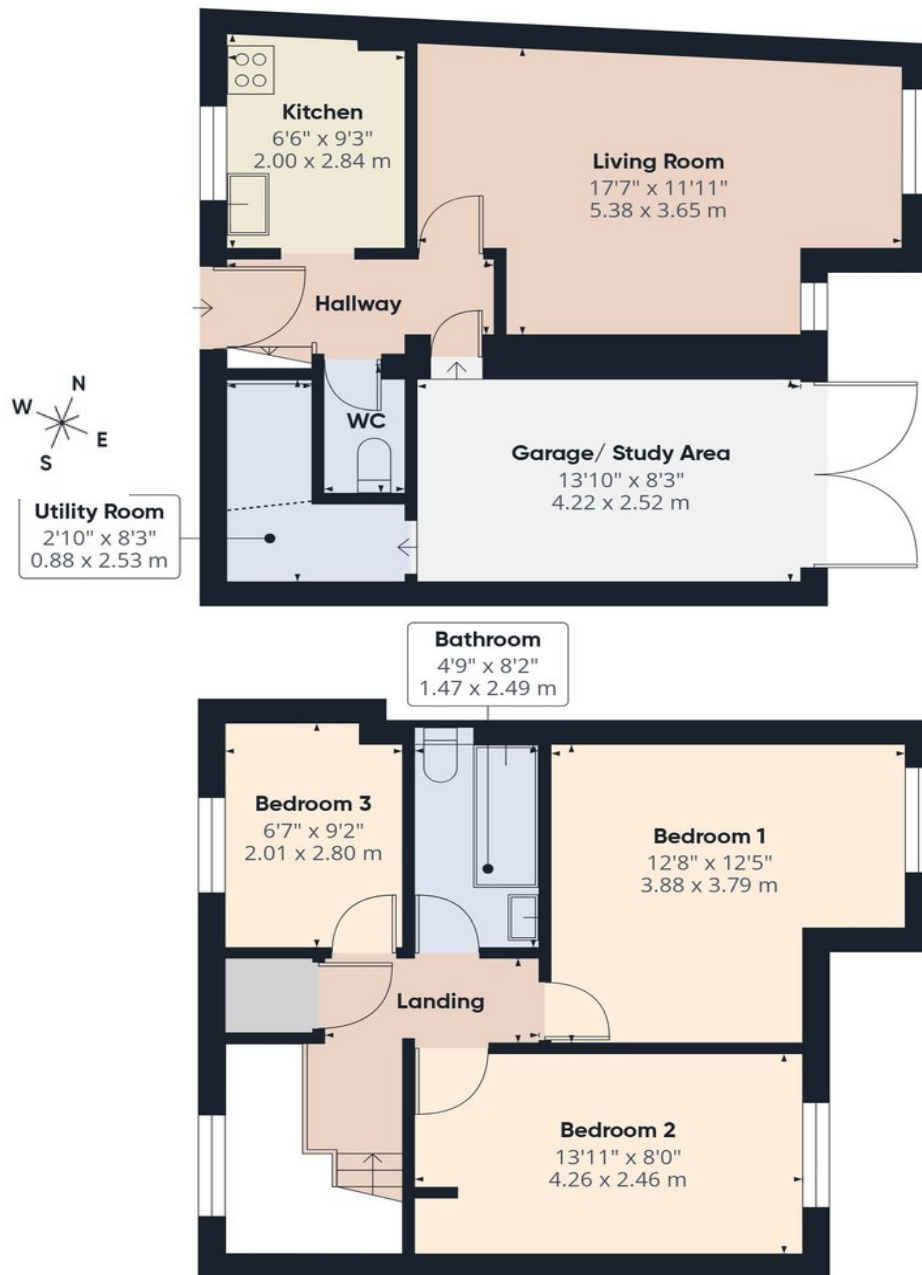 Kitchen
6'6" x 9'3"
2.00 x 2.84 m
Living Room
17'7" x 11'11"
5.38 x 3.65 m
Hallway
N
W
E
S
WC
Garage/ Study Area
13'10" x 8'3"
4.22 x 2.52 m
Utility Room
2'10" x 8'3"
0.88 x 2.53 m
Bathroom
4'9" x 8'2"
1.47 x 2.49 m
Bedroom 3
6'7" x 9'2"
2.01 x 2.80 m
Bedroom 1
12'8" x 12'5"
3.88 x 3.79 m
Landing
Bedroom 2
13'11" x 8'0"
4.26 x 2.46 m